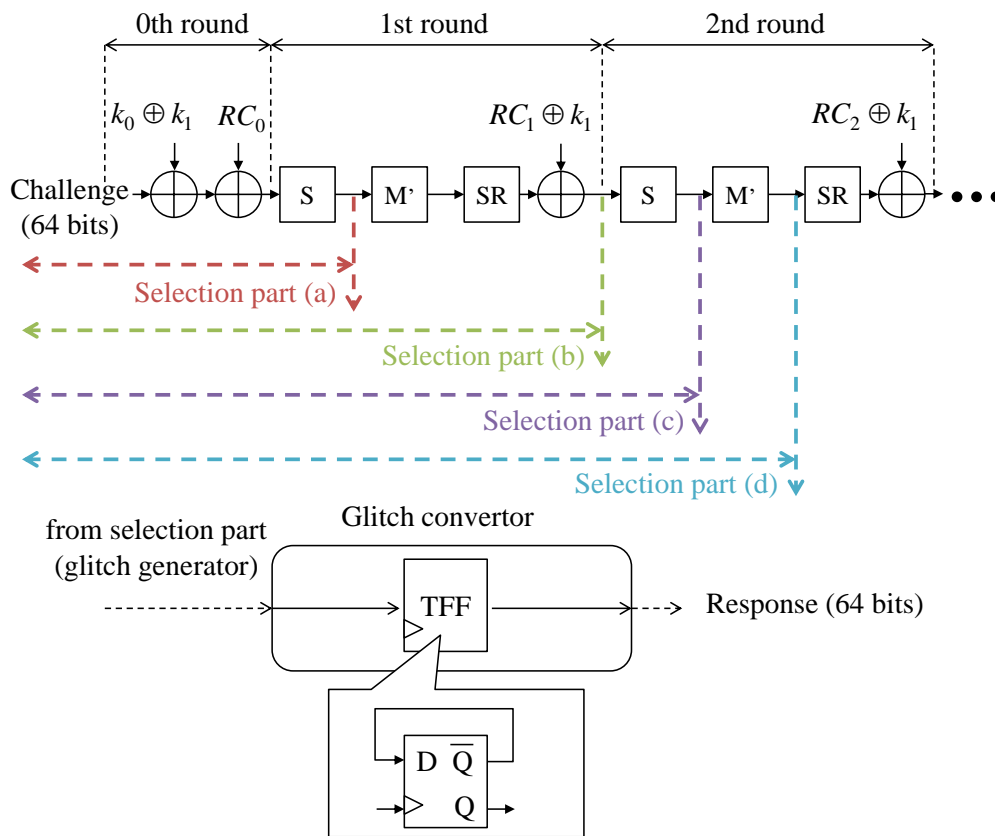 0th round
1st round
2nd round
k₀ ⊕ k₁
RC₀
RC₁ ⊕ k₁
RC₂ ⊕ k₁
Challenge
(64 bits)
S
M'
SR
S
M'
SR
Selection part (a)
Selection part (b)
Selection part (c)
Selection part (d)
from selection part
(glitch generator)
Glitch convertor
TFF
Response (64 bits)
D Q̅
Q